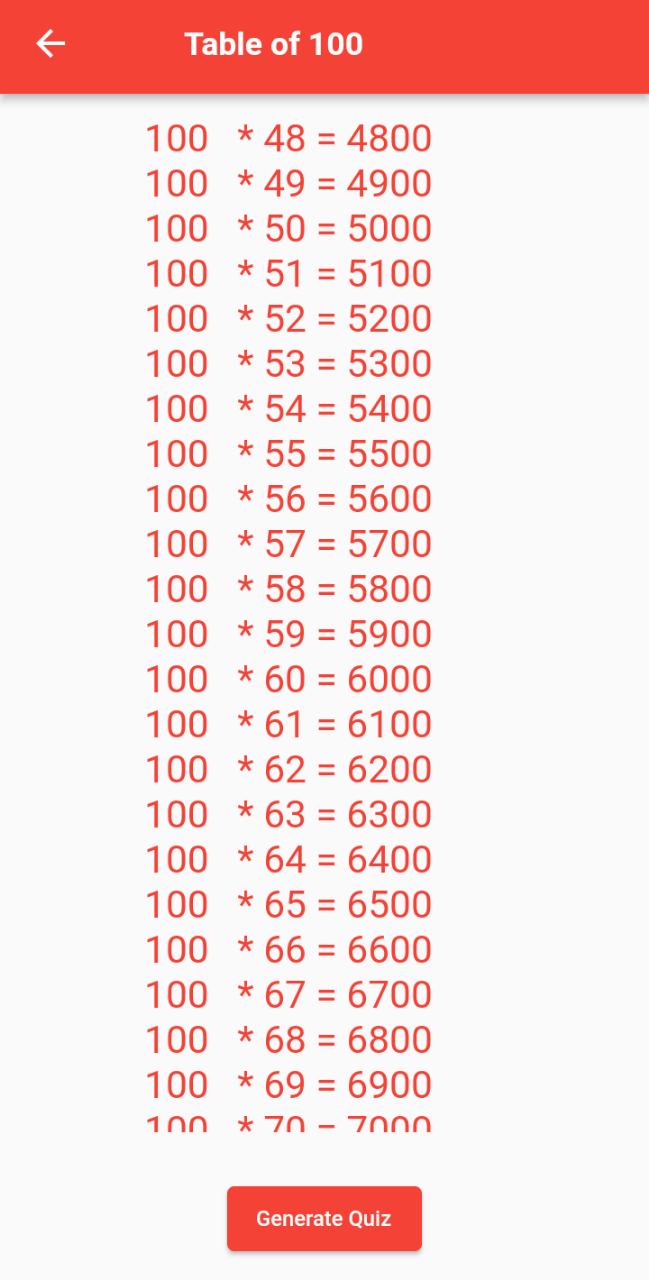 Table of 100
100 * 48 = 4800
100 * 49 = 4900
100 * 50 = 5000
100 * 51 = 5100
100 * 52 = 5200
100 * 53 = 5300
100 * 54 = 5400
100 * 55 = 5500
100 * 56 = 5600
100 * 57 = 5700
100 * 58 = 5800
100 * 59 = 5900
100 * 60 = 6000
100 * 61 = 6100
100 * 62 = 6200
100 * 63 = 6300
100 * 64 = 6400
100 * 65 = 6500
100 * 66 = 6600
100 * 67 = 6700
100 * 68 = 6800
100 * 69 = 6900
100 * 70 = 7000
Generate Quiz